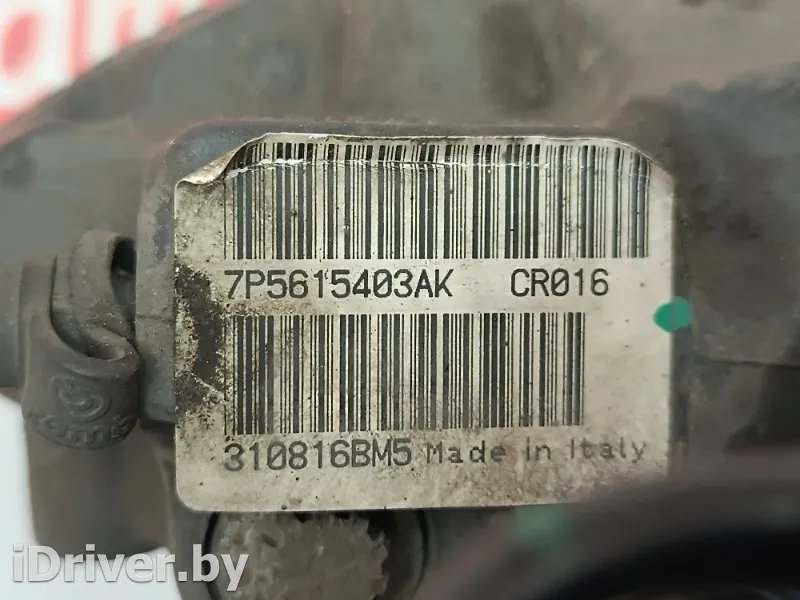 7P5615403AK CR016
310816BM5 Made in Italy
iDriver.by